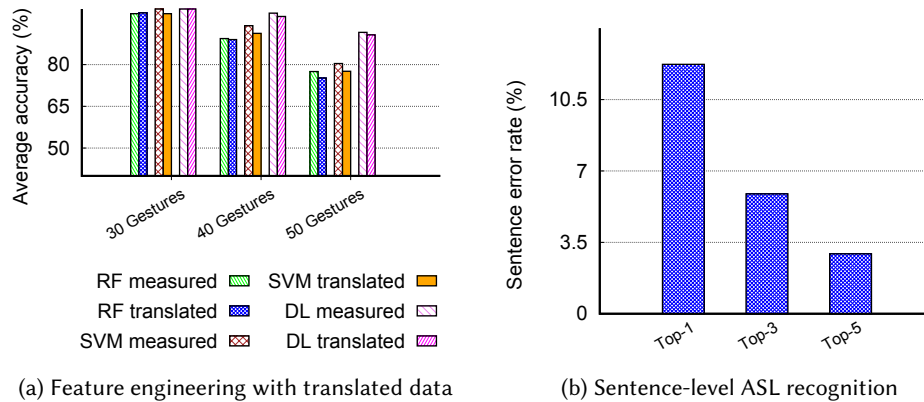 Average accuracy (%)
80
65
50
30 Gestures
40 Gestures
50 Gestures
RF measured
RF translated
SVM measured
SVM translated
DL measured
DL translated
(a) Feature engineering with translated data
Sentence error rate (%)
10.5
7
3.5
0
Top-1
Top-3
Top-5
(b) Sentence-level ASL recognition